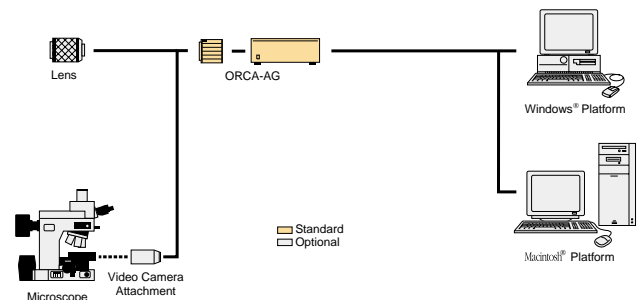 Lens
ORCA-AG
Windows® Platform
Standard
Optional
Macintosh® Platform
Video Camera
Attachment
Microscope